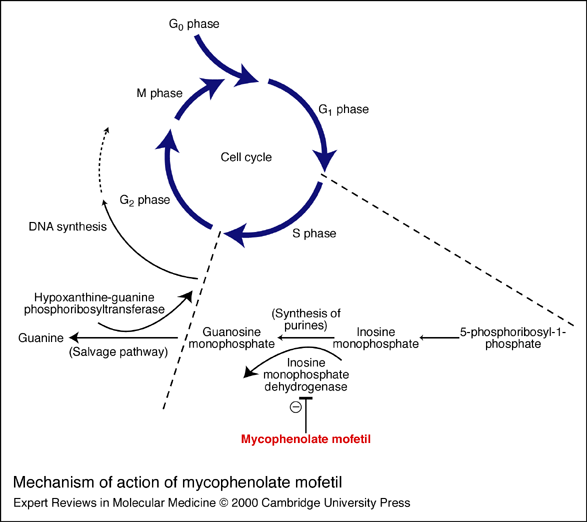 G0 phase
M phase
G1 phase
Cell cycle
G2 phase
S phase
DNA synthesis
Hypoxanthine-guanine
phosphoribosyltransferase
(Synthesis of
purines)
Guanine
(Salvage pathway)
Guanosine
monophosphate
Inosine
monophosphate
5-phosphoribosyl-1-
phosphate
Inosine
monophosphate
dehydrogenase
−
Mycophenolate mofetil
Mechanism of action of mycophenolate mofetil
Expert Reviews in Molecular Medicine © 2000 Cambridge University Press